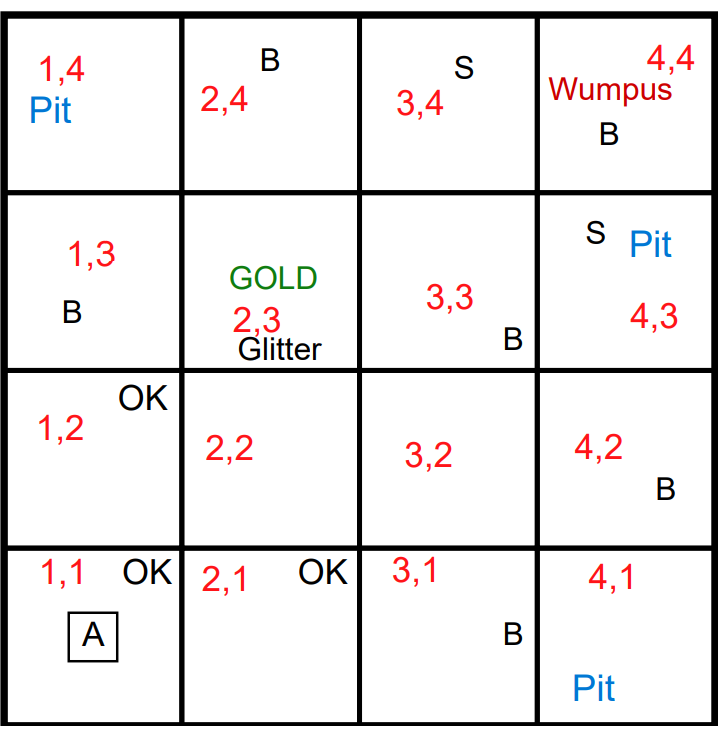 1,4
Pit
B
2,4
S
3,4
4,4
Wumpus
B
1,3
B
GOLD
2,3
Glitter
3,3
B
S Pit
4,3
OK
1,2
2,2
3,2
4,2
B
1,1 OK
A
2,1 OK
3,1
B
4,1
Pit